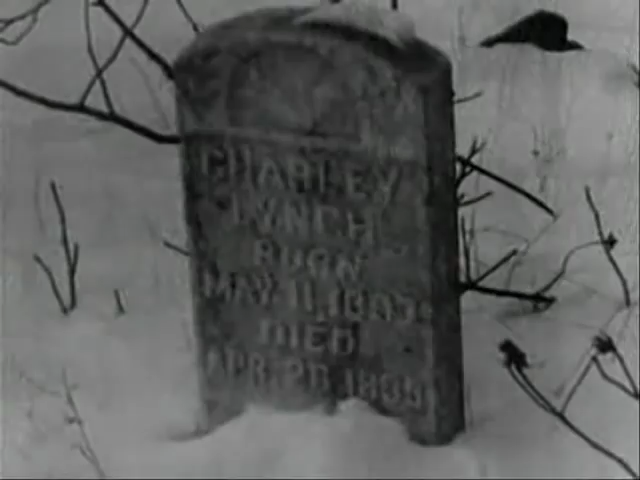 CHARLEY
LYNCH
BORN
MAY 11,
DIED
APR. 26